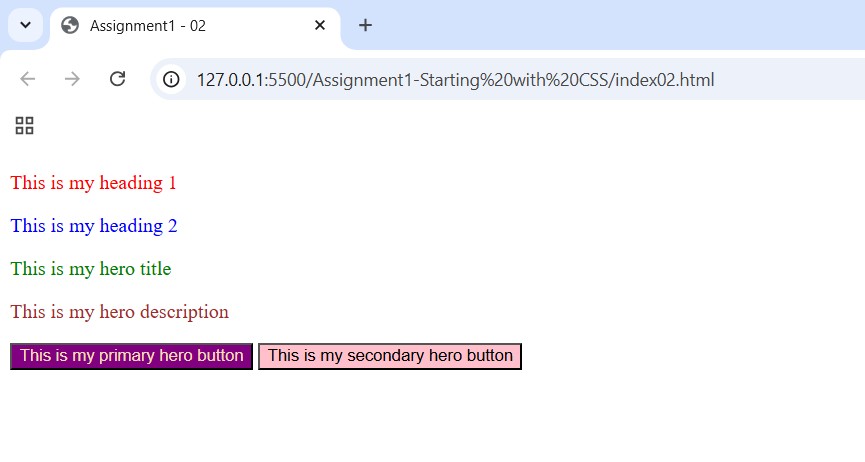 Assignment1 - 02
127.0.0.1:5500/Assignment1-Starting%20with%20CSS/index02.html
This is my heading 1
This is my heading 2
This is my hero title
This is my hero description
This is my primary hero button This is my secondary hero button